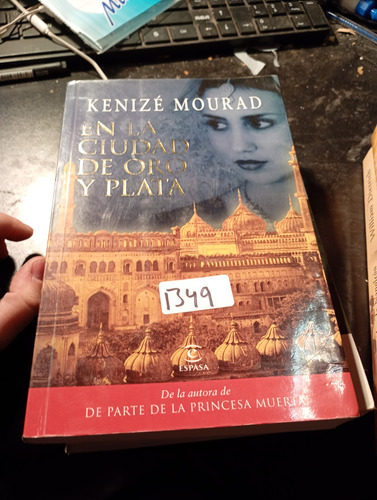 KENIZÉ MOURAD
EN LA
CIUDAD
DE ORO
Y PLATA
1349
ESPASA
De la autora de
DE PARTE DE LA PRINCESA MUERTA